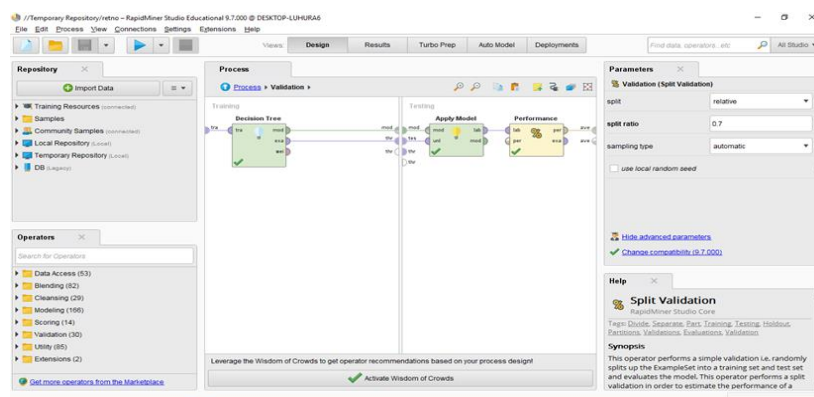 //Temporary Repository/retno – RapidMiner Studio Educational 9.7.000 @ DESKTOP-LUHURA6
File Edit Process View Connections Settings Extensions Help
Views: Design Results Turbo Prep Auto Model Deployments Find data, operators...etc All Studio
Repository
Import Data
Training Resources (connected)
Samples
Community Samples (connected)
Local Repository (Local)
Temporary Repository (Local)
DB (Legacy)
Operators
Search for Operators
Data Access (53)
Blending (82)
Cleansing (29)
Modeling (166)
Scoring (14)
Validation (30)
Utility (85)
Extensions (2)
Get more operators from the Marketplace
Process
Process Validation
Training
Decision Tree
tra tra mod mod
exa thr
wei thr
Testing
Apply Model
mod mod lab
tes unl mod
thr
thr
Performance
lab per ave
per exa ave
Leverage the Wisdom of Crowds to get operator recommendations based on your process design!
Activate Wisdom of Crowds
Parameters
Validation (Split Validation)
split relative
split ratio 0.7
sampling type automatic
use local random seed
Hide advanced parameters
Change compatibility (9.7.000)
Help
Split Validation
RapidMiner Studio Core
Tags: Divide, Separate, Part, Training, Testing, Holdout,
Partitions, Validations, Evaluations, Validation
Synopsis
This operator performs a simple validation i.e. randomly
splits up the ExampleSet into a training set and test set
and evaluates the model. This operator performs a split
validation in order to estimate the performance of a